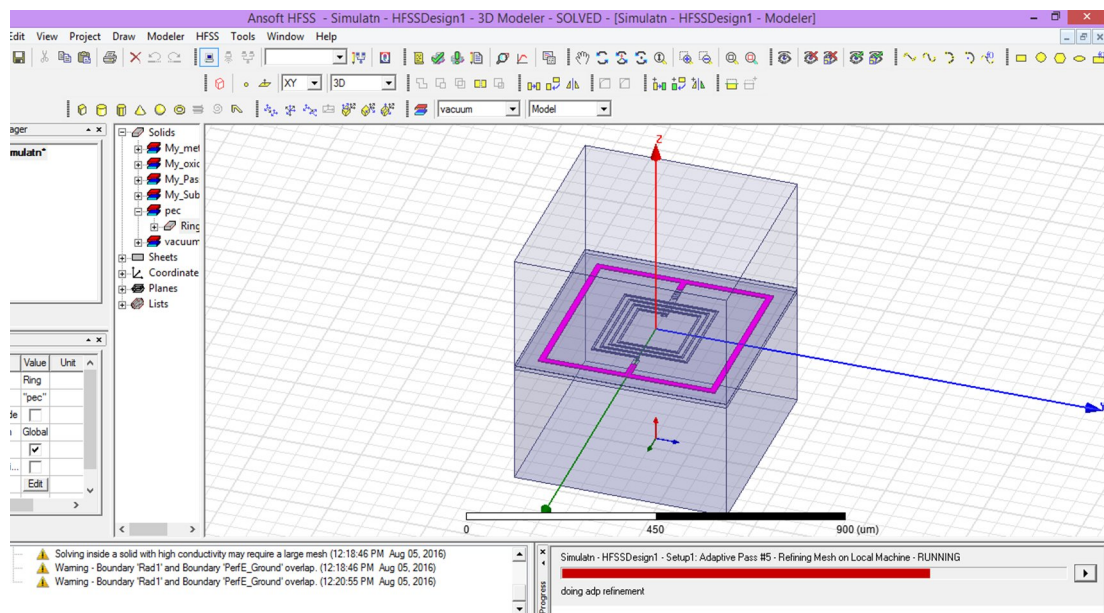 Ansoft HFSS - Simulatn - HFSSDesign1 - 3D Modeler - SOLVED - [Simulatn - HFSSDesign1 - Modeler]
Edit View Project Draw Modeler HFSS Tools Window Help
XY 3D
vacuum Model
ager
mulatn*
Solids
My_met
My_oxic
My_Pas
My_Sub
pec
Ring
vacuum
Sheets
Coordinate
Planes
Lists
Value Unit
Ring
"pec"
de
Global
i...
Edit
Z
0 450 900 (um)
Solving inside a solid with high conductivity may require a large mesh (12:18:46 PM Aug 05, 2016)
Warning - Boundary 'Rad1' and Boundary 'PerfE_Ground' overlap. (12:18:46 PM Aug 05, 2016)
Warning - Boundary 'Rad1' and Boundary 'PerfE_Ground' overlap. (12:20:55 PM Aug 05, 2016)
Progress
Simulatn - HFSSDesign1 - Setup1: Adaptive Pass #5 - Refining Mesh on Local Machine - RUNNING
doing adp refinement